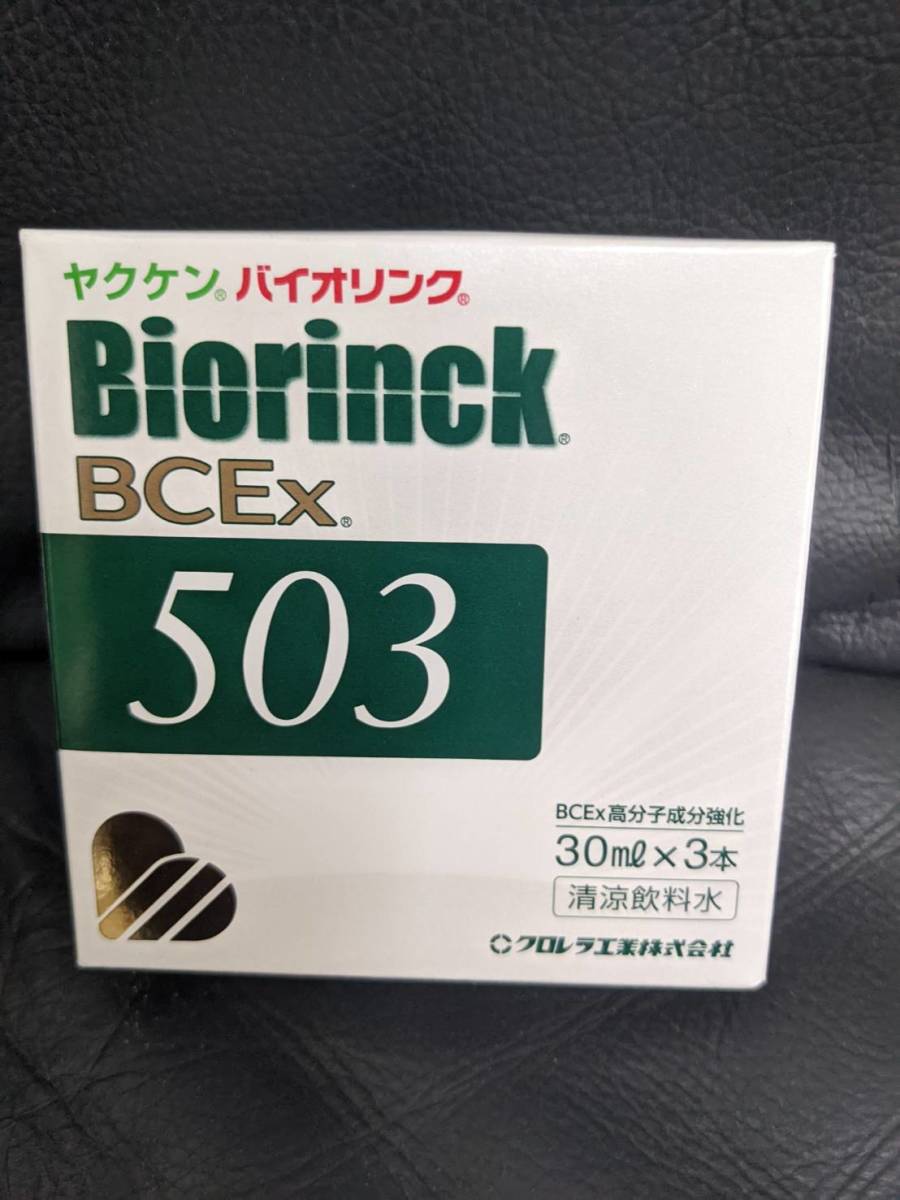 ヤクケン® バイオリンク®
Biorinck®
BCEx®
503
BCEx高分子成分強化
30ml×3本
清涼飲料水
クロレラ工業株式会社